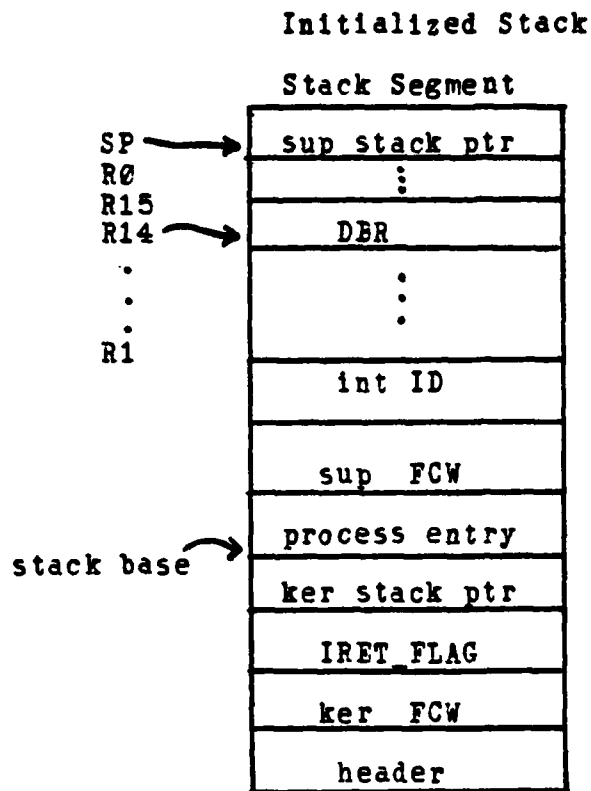 Initialized Stack
Stack Segment
SP
sup stack ptr
R0
R15
R14
DBR
R1
int ID
sup FCW
process entry
stack base
ker stack ptr
IRET_FLAG
ker FCW
header